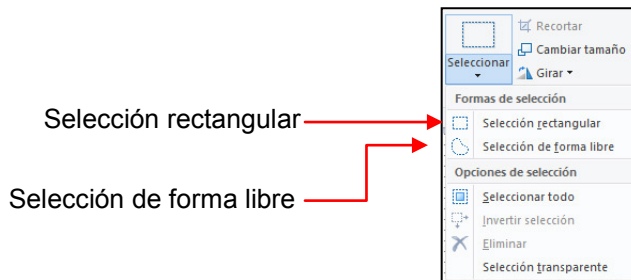 Selección rectangular
Selección de forma libre
Recortar
Cambiar tamaño
Seleccionar
Girar
Formas de selección
Selección rectangular
Selección de forma libre
Opciones de selección
Seleccionar todo
Invertir selección
Eliminar
Selección transparente